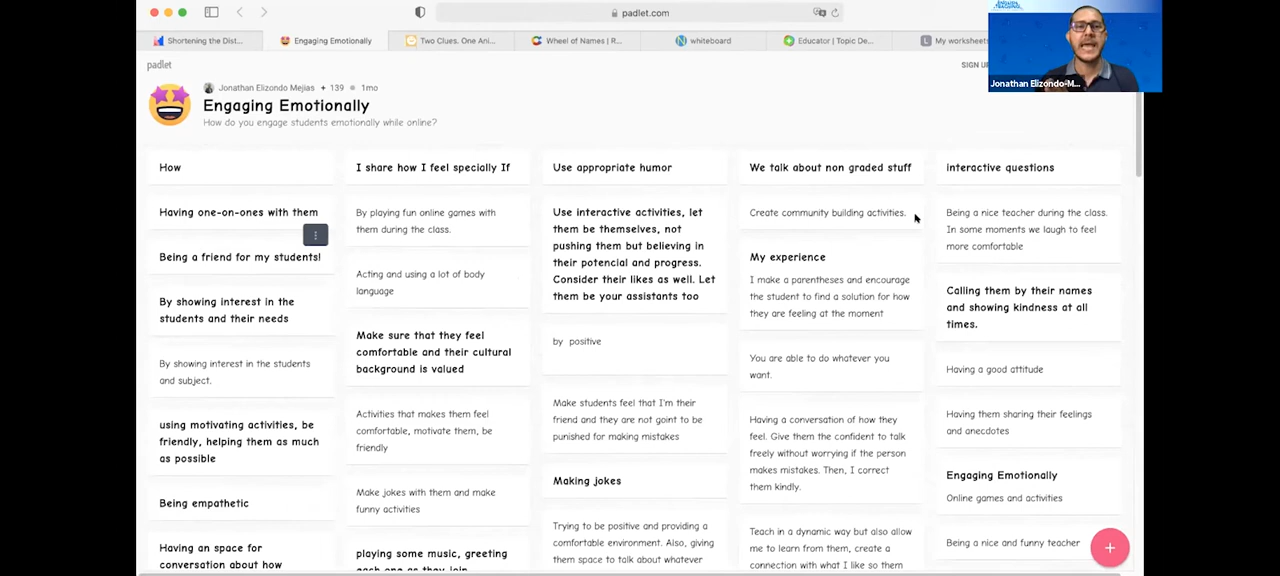 padlet.com
Shortening the Dist...
Engaging Emotionally
Two Clues. One Ani...
Wheel of Names | R...
whiteboard
Educator | Topic De...
My worksheets
padlet
SIGN UP
Jonathan Elizondo-M...
Jonathan Elizondo Mejias + 139 1mo
Engaging Emotionally
How do you engage students emotionally while online?
How
Having one-on-ones with them
Being a friend for my students!
By showing interest in the
students and their needs
By showing interest in the students
and subject.
using motivating activities, be
friendly, helping them as much
as possible
Being empathetic
Having an space for
conversation about how
I share how I feel specially If
By playing fun online games with
them during the class.
Acting and using a lot of body
language
Make sure that they feel
comfortable and their cultural
background is valued
Activities that makes them feel
comfortable, motivate them, be
friendly
Make jokes with them and make
funny activities
playing some music, greeting
each one as they join
Use appropriate humor
Use interactive activities, let
them be themselves, not
pushing them but believing in
their potencial and progress.
Consider their likes as well. Let
them be your assistants too
by positive
Make students feel that I'm their
friend and they are not goint to be
punished for making mistakes
Making jokes
Trying to be positive and providing a
comfortable environment. Also, giving
them space to talk about whatever
We talk about non graded stuff
Create community building activities.
My experience
I make a parentheses and encourage
the student to find a solution for how
they are feeling at the moment
You are able to do whatever you
want.
Having a conversation of how they
feel. Give them the confident to talk
freely without worrying if the person
makes mistakes. Then, I correct
them kindly.
Teach in a dynamic way but also allow
me to learn from them, create a
connection with what I like so them
interactive questions
Being a nice teacher during the class.
In some moments we laugh to feel
more comfortable
Calling them by their names
and showing kindness at all
times.
Having a good attitude
Having them sharing their feelings
and anecdotes
Engaging Emotionally
Online games and activities
Being a nice and funny teacher